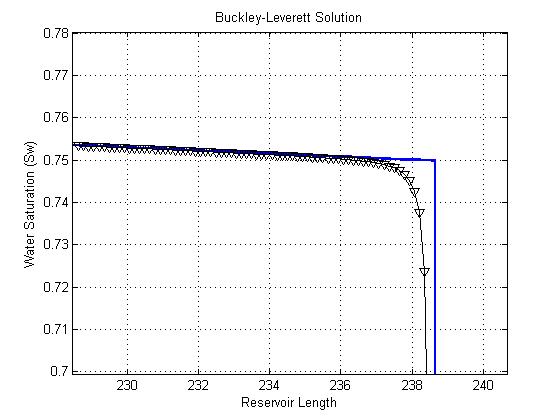 Buckley-Leverett Solution
0.78
0.77
0.76
0.75
0.74
0.73
0.72
0.71
0.7
Water Saturation (Sw)
230 232 234 236 238 240
Reservoir Length